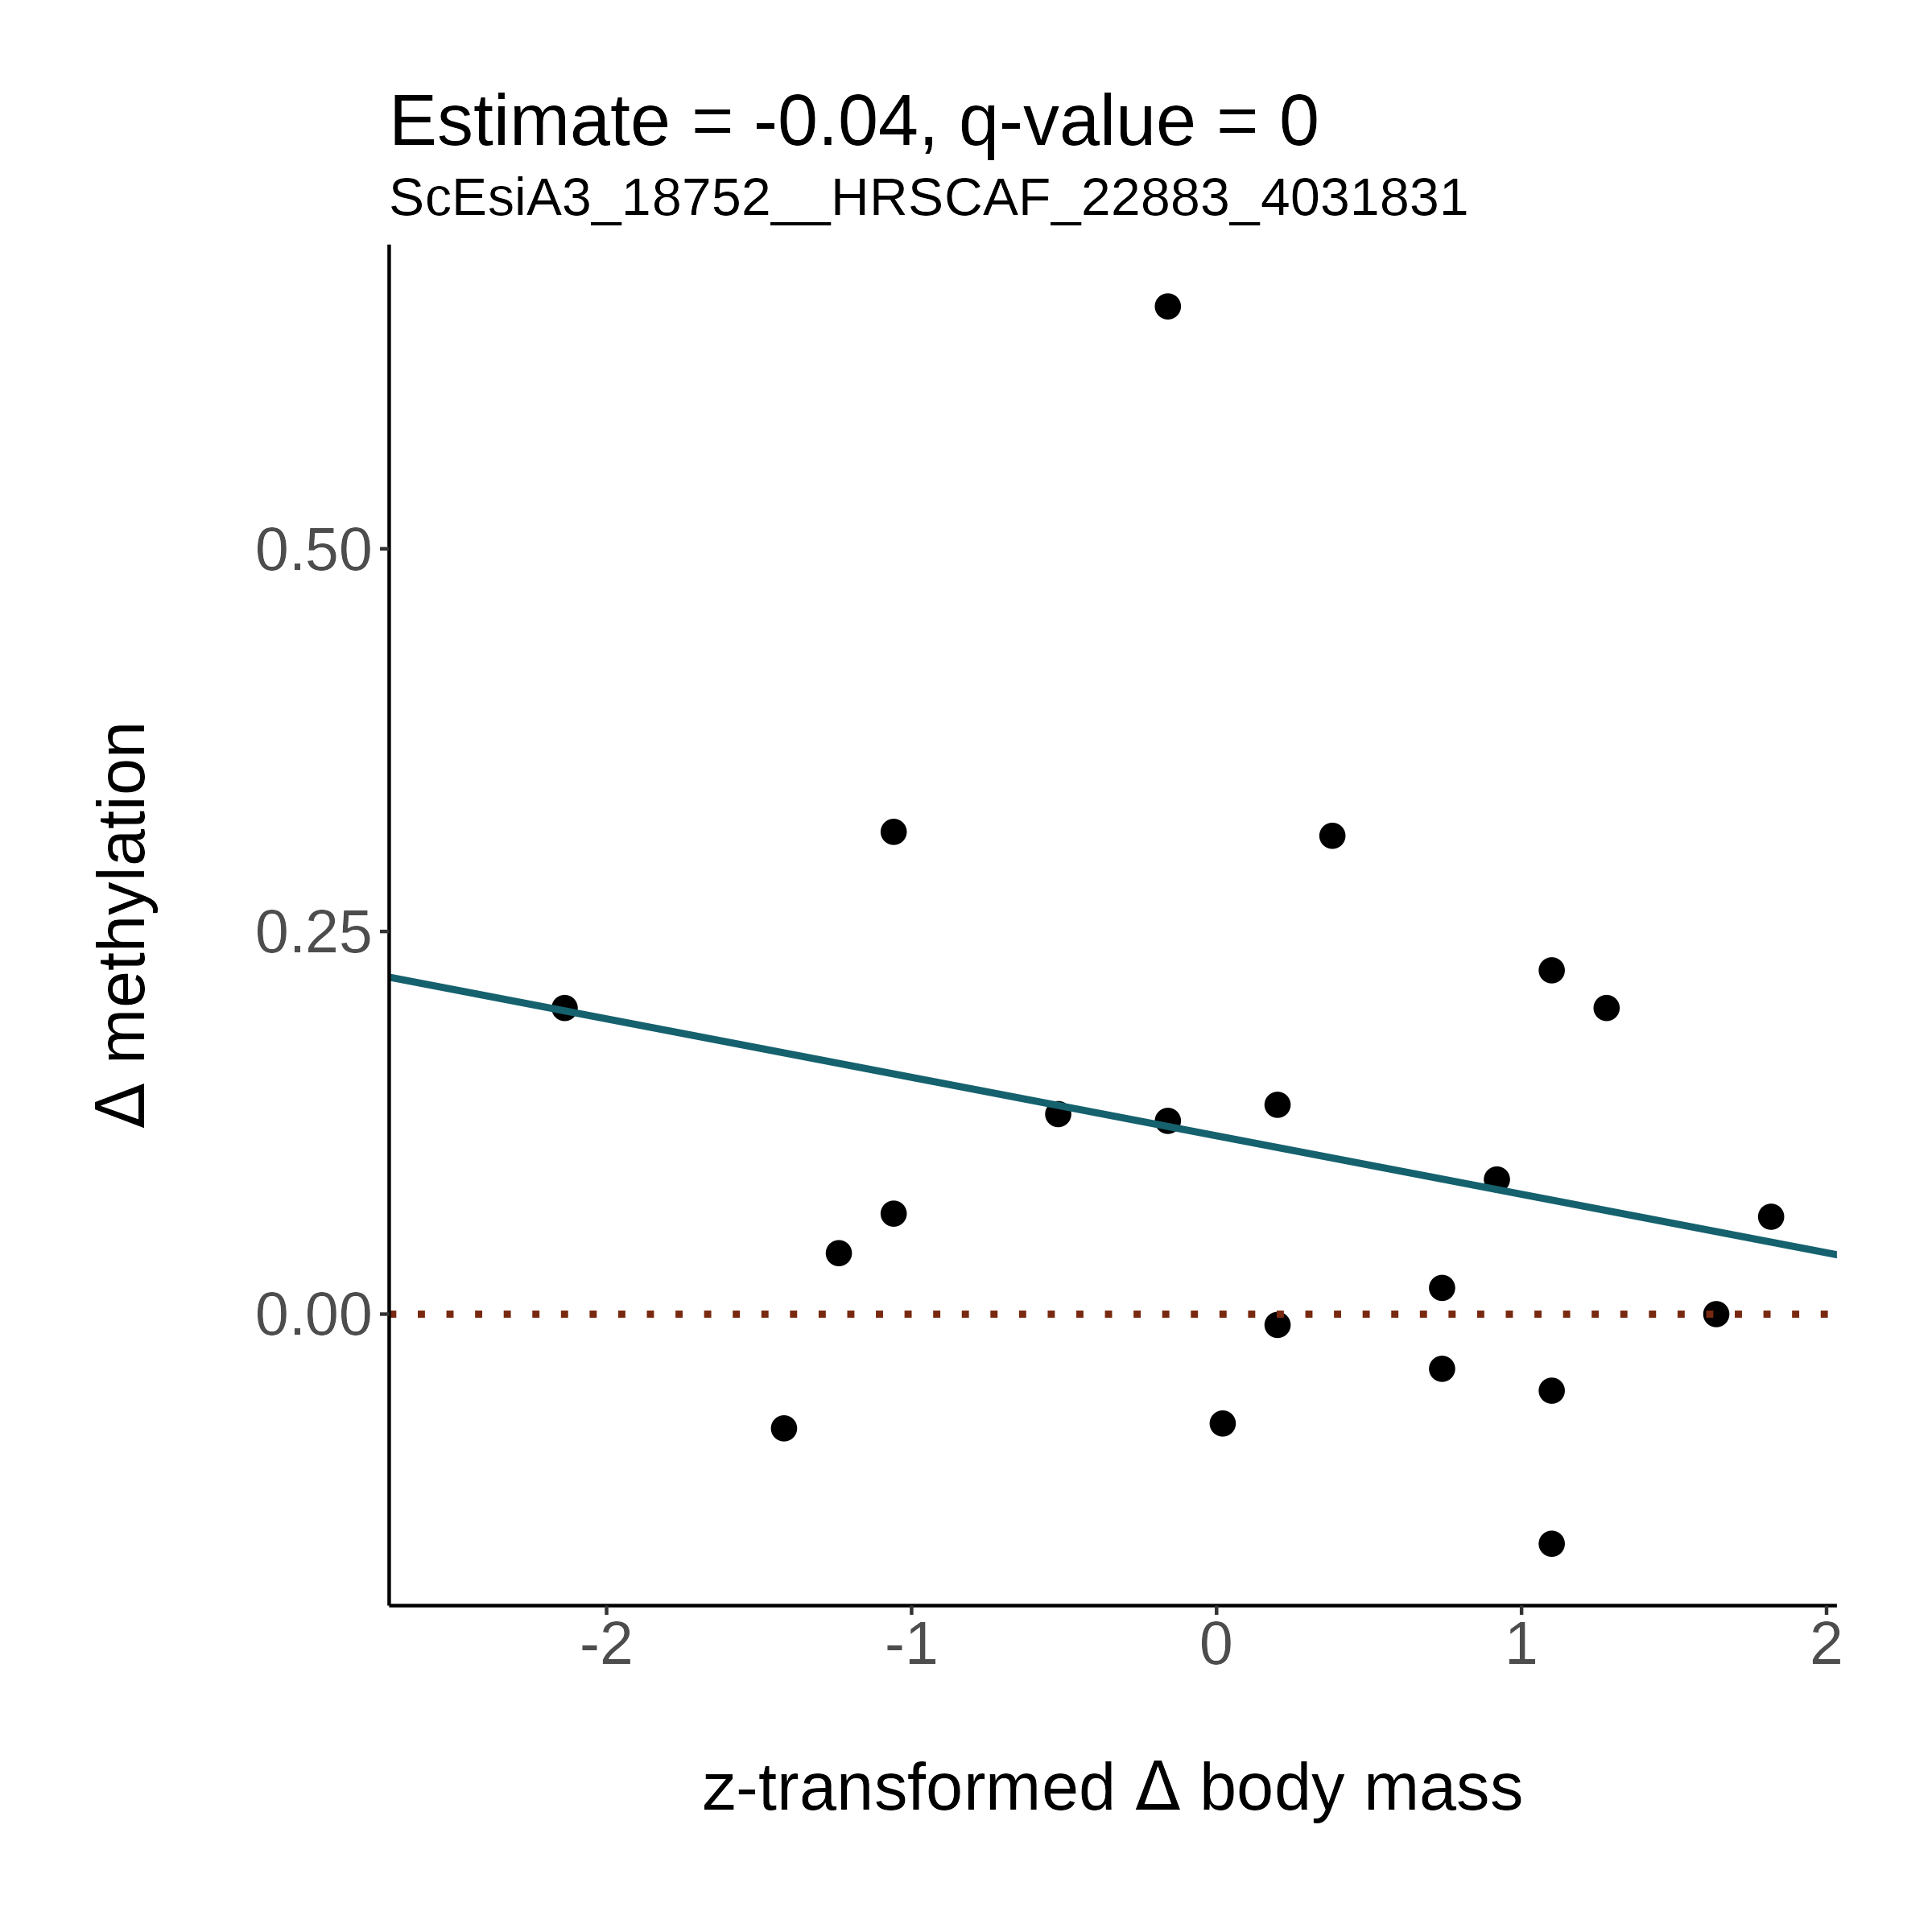 Estimate = -0.04, q-value = 0
ScEsiA3_18752__HRSCAF_22883_4031831
Δ methylation
0.50
0.25
0.00
-2
-1
0
1
2
z-transformed Δ body mass